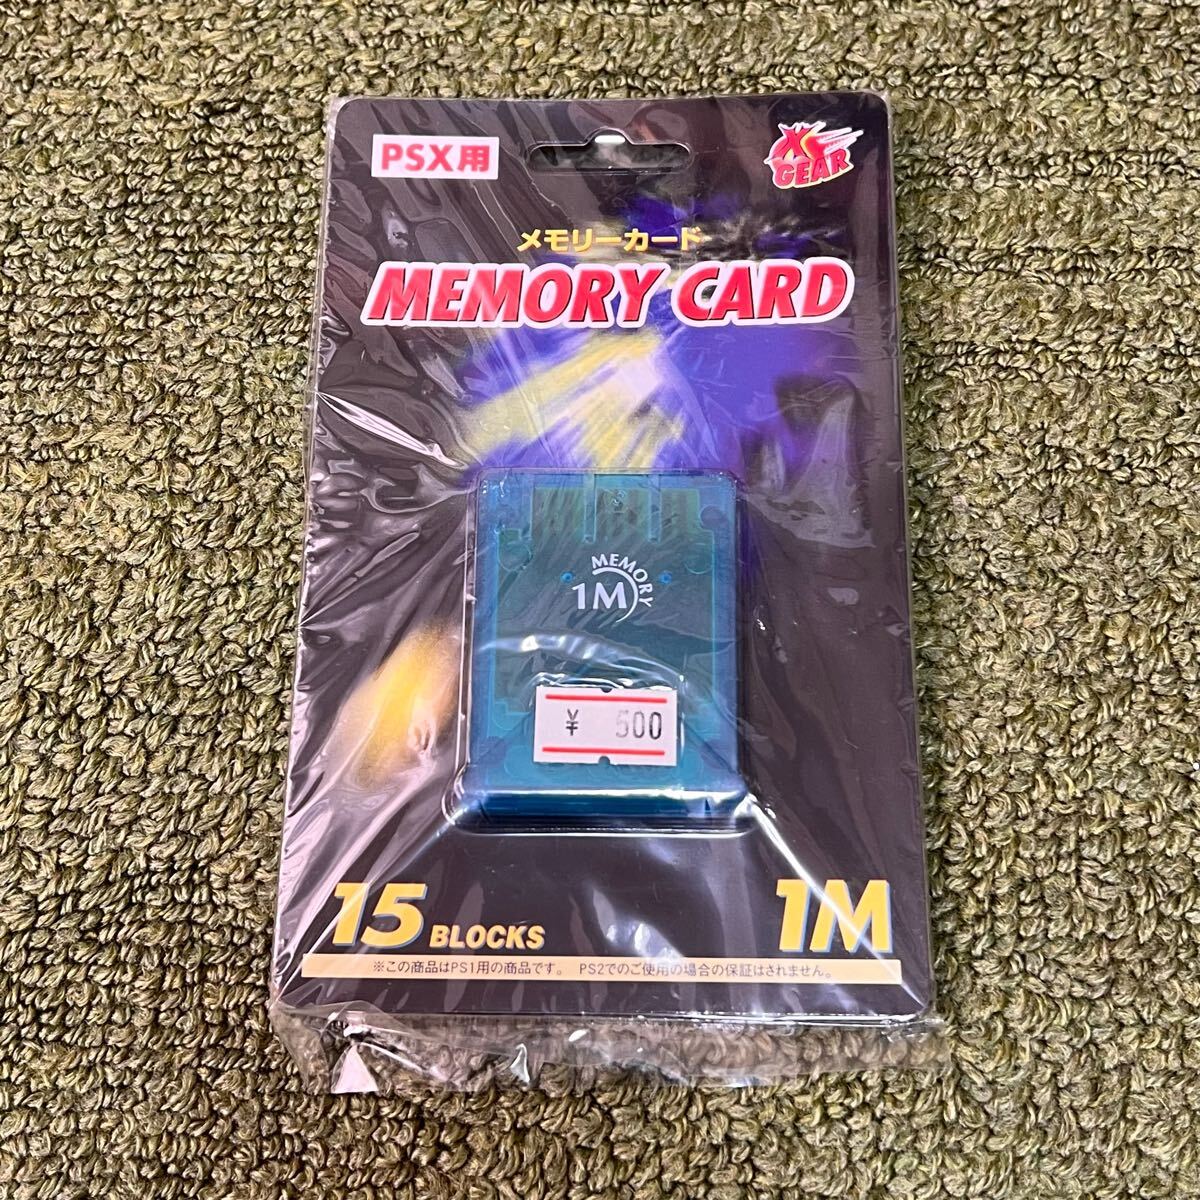 PSX用
X GEAR
メモリーカード
MEMORY CARD
MEMORY
1M
¥ 500
15 BLOCKS
1M
※この商品はPS1用の商品です。 PS2でのご使用の場合の保証はされません。